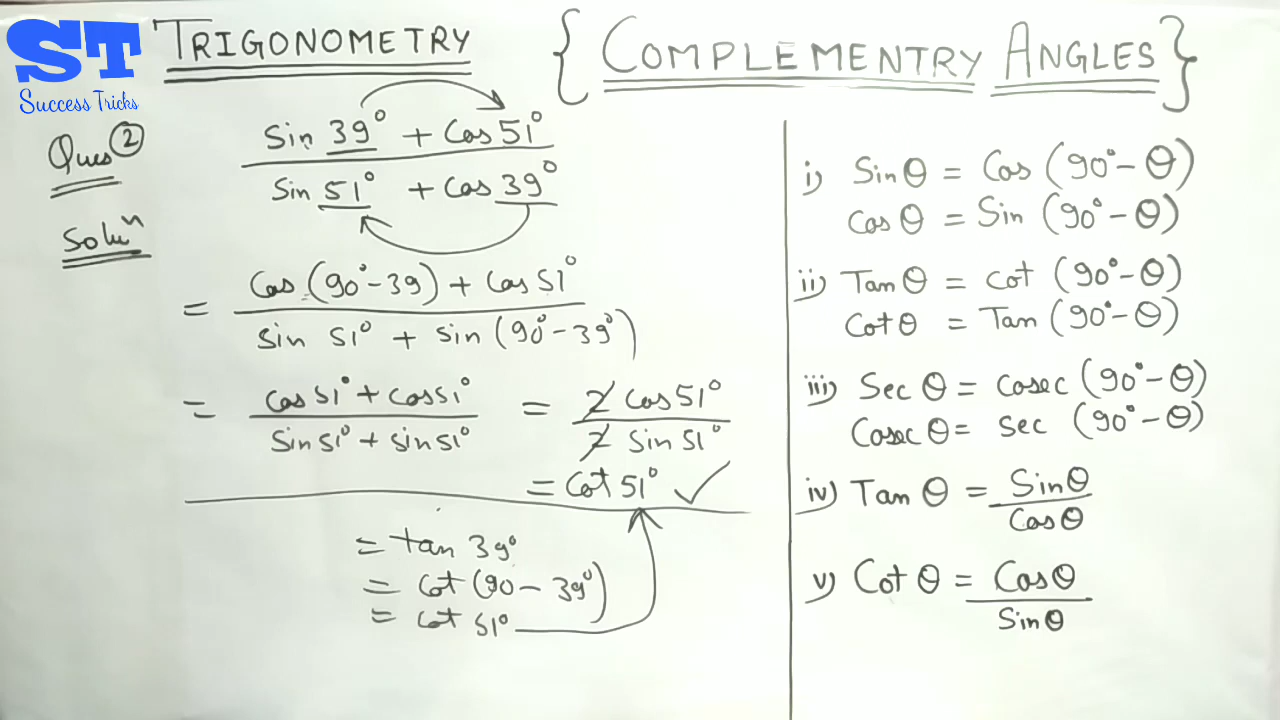 ST
Success Tricks
TRIGONOMETRY { COMPLEMENTRY ANGLES }
Ques ②
Sin 39° + Cos 51°
Sin 51° + Cos 39°
Soluⁿ
= Cos (90° - 39) + Cos 51°
sin 51° + sin (90° - 39°)
= Cos 51° + Cos 51° = 2 Cos 51°
Sin 51° + sin 51° 2 Sin 51°
= Cot 51° ✓
= tan 39°
= cot (90 - 39°)
= cot 51°
i) Sin θ = Cos (90° - θ)
Cos θ = Sin (90° - θ)
ii) Tan θ = Cot (90° - θ)
Cot θ = Tan (90° - θ)
iii) Sec θ = Cosec (90° - θ)
Cosec θ = Sec (90° - θ)
iv) Tan θ = Sin θ
Cos θ
v) Cot θ = Cos θ
Sin θ